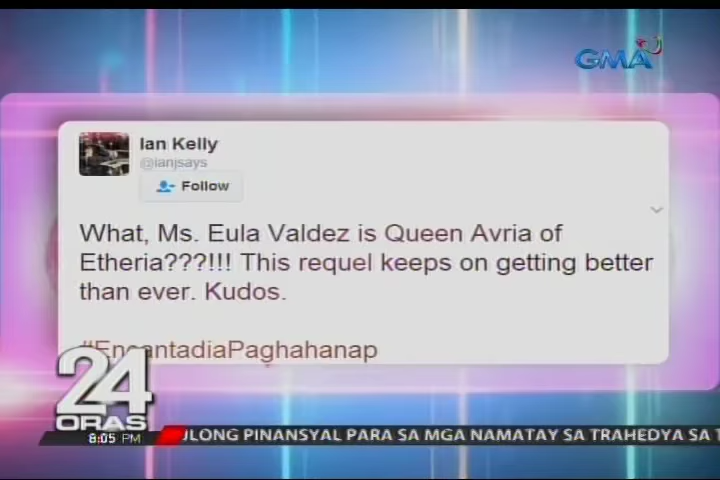 GMA
Ian Kelly
@ianjsays
Follow
What, Ms. Eula Valdez is Queen Avria of
Etheria???!!! This requel keeps on getting better
than ever. Kudos.
#EncantadiaPaghahanap
24
ORAS
8:05 PM
PINANSYAL PARA SA MGA NAMATAY SA TRAHEDYA SA